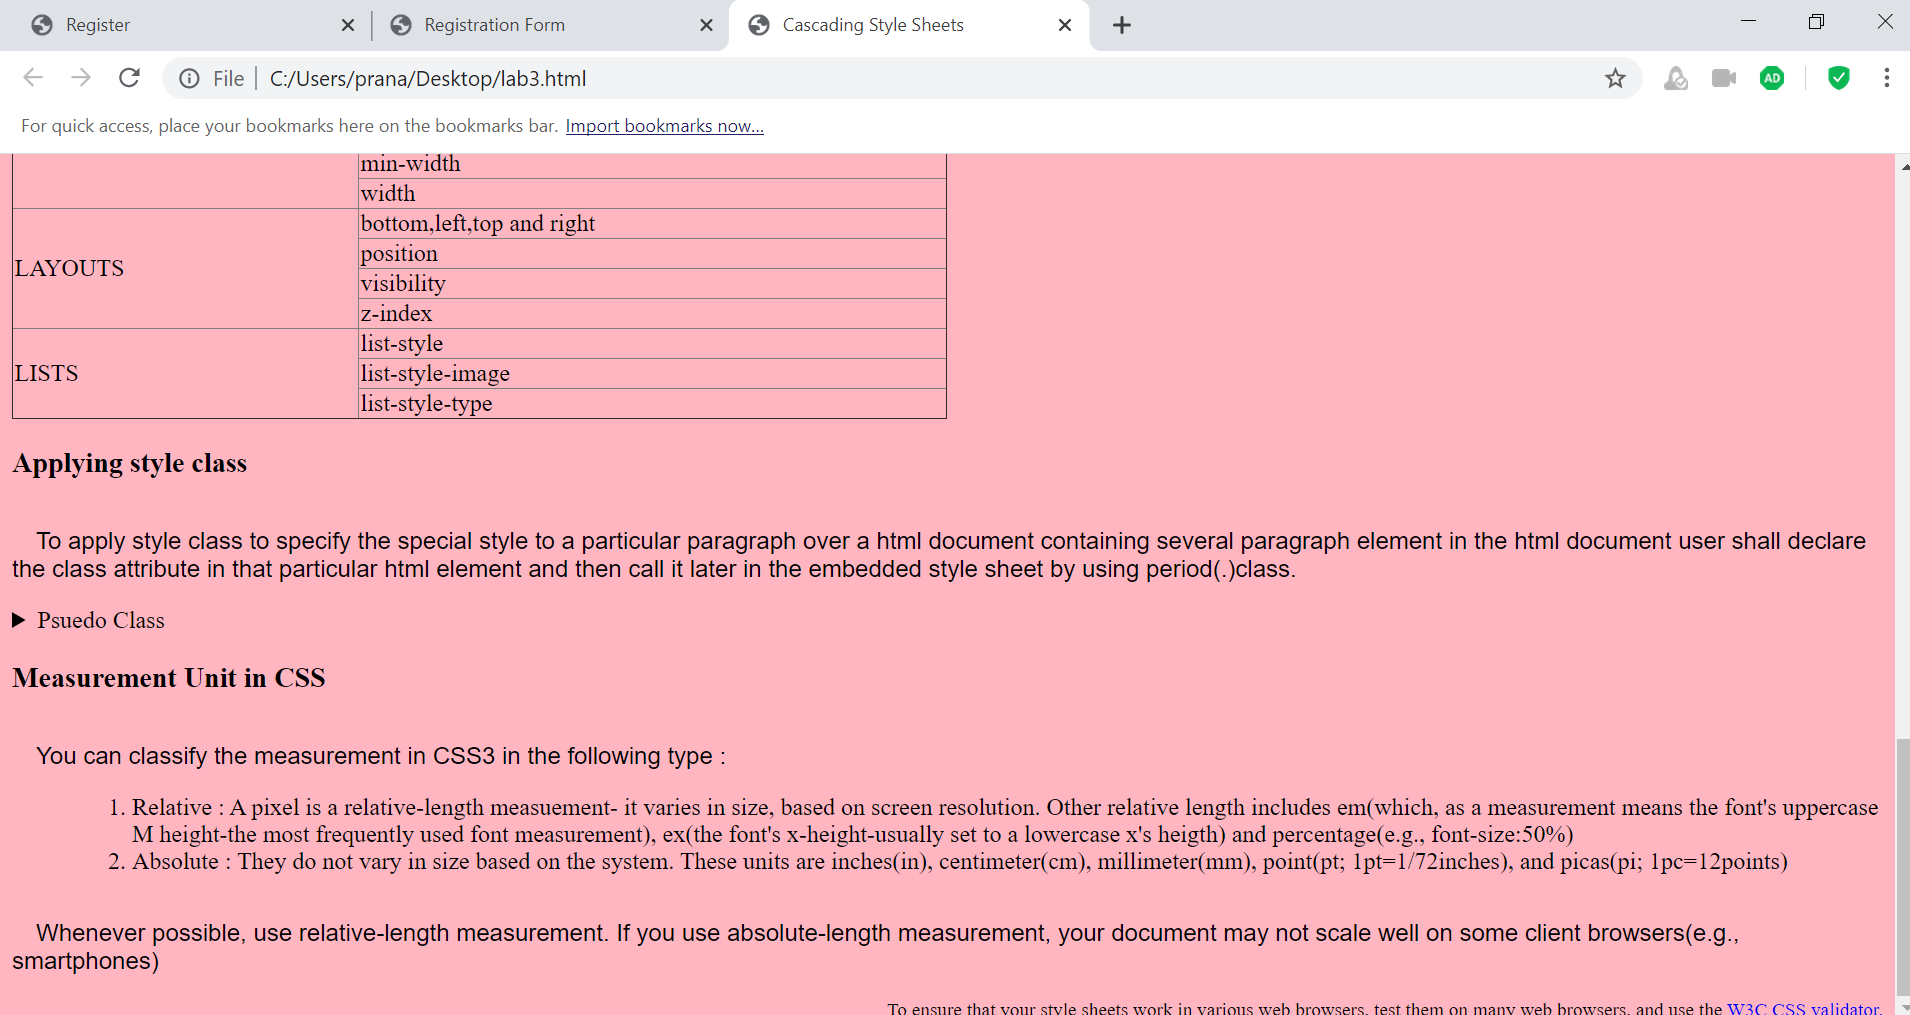 Register
Registration Form
Cascading Style Sheets
File C:/Users/prana/Desktop/lab3.html
AD
For quick access, place your bookmarks here on the bookmarks bar. Import bookmarks now...
min-width
width
LAYOUTS
bottom,left,top and right
position
visibility
z-index
LISTS
list-style
list-style-image
list-style-type
Applying style class
To apply style class to specify the special style to a particular paragraph over a html document containing several paragraph element in the html document user shall declare
the class attribute in that particular html element and then call it later in the embedded style sheet by using period(.)class.
Psuedo Class
Measurement Unit in CSS
You can classify the measurement in CSS3 in the following type :
1. Relative : A pixel is a relative-length measuement- it varies in size, based on screen resolution. Other relative length includes em(which, as a measurement means the font's uppercase
M height-the most frequently used font measurement), ex(the font's x-height-usually set to a lowercase x's heigth) and percentage(e.g., font-size:50%)
2. Absolute : They do not vary in size based on the system. These units are inches(in), centimeter(cm), millimeter(mm), point(pt; 1pt=1/72inches), and picas(pi; 1pc=12points)
Whenever possible, use relative-length measurement. If you use absolute-length measurement, your document may not scale well on some client browsers(e.g.,
smartphones)
To ensure that your style sheets work in various web browsers, test them on many web browsers, and use the W3C CSS validator.